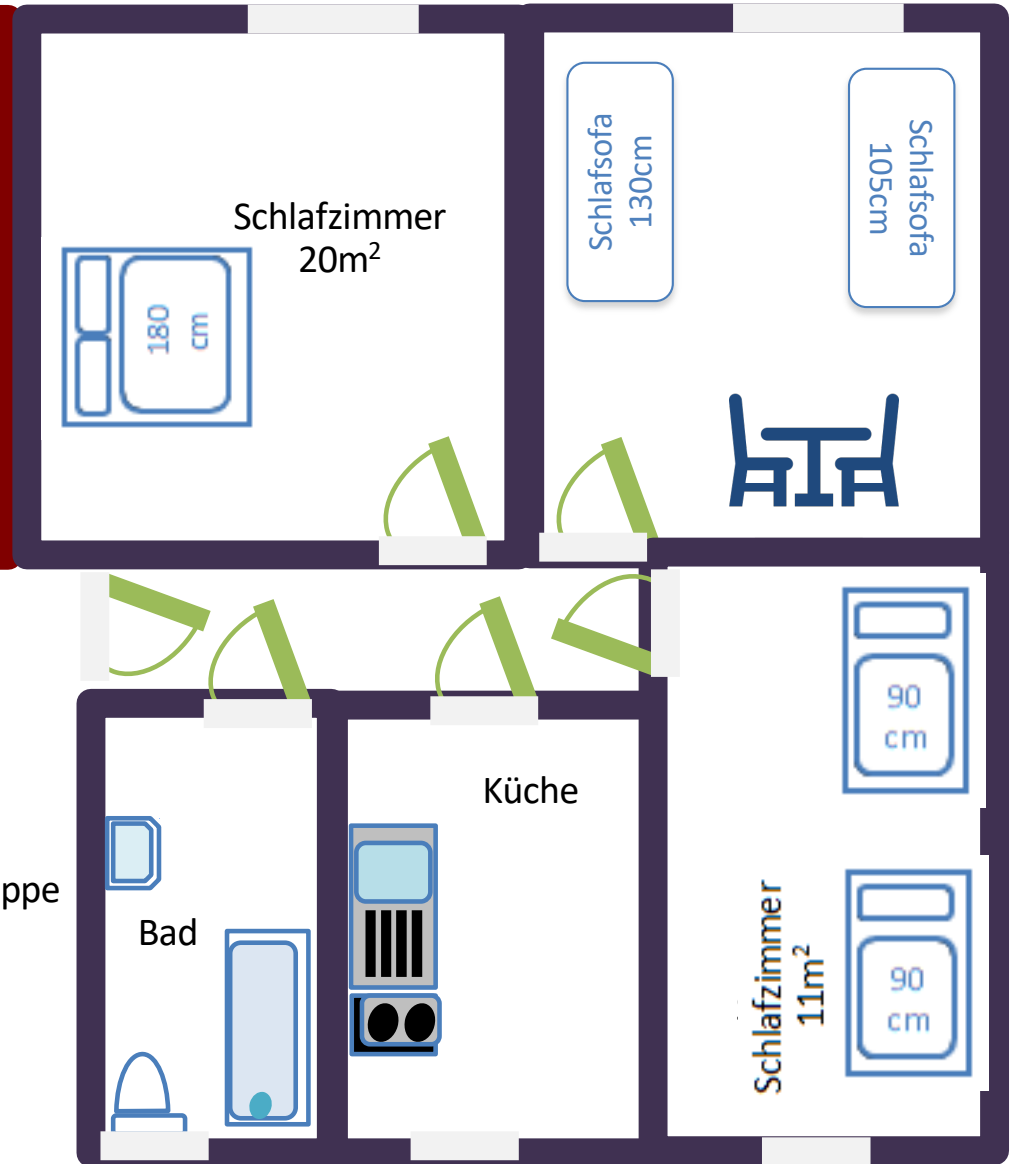 Schlafzimmer
20m²
180
cm
Schlafsofa
130cm
Schlafsofa
105cm
90
cm
Küche
ppe
Bad
Schlafzimmer
11m²
90
cm